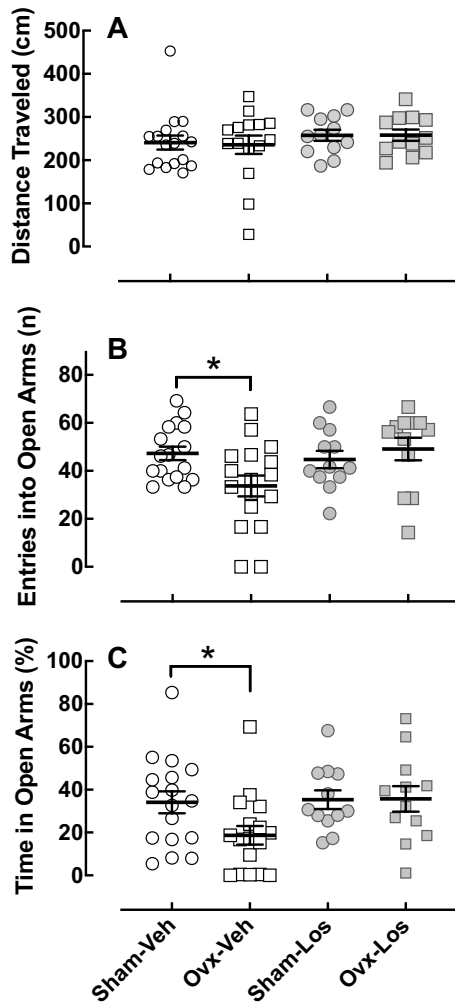 A
Distance Traveled (cm)
500
400
300
200
100
0
B
Entries into Open Arms (n)
80
60
40
20
0
*
C
Time in Open Arms (%)
100
80
60
40
20
0
*
Sham-Veh
Ovx-Veh
Sham-Los
Ovx-Los